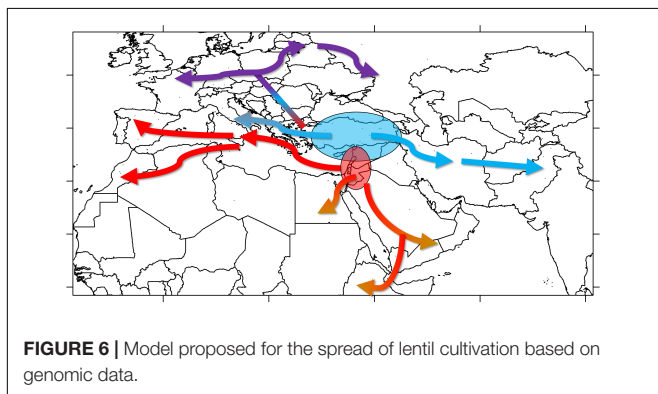 FIGURE 6 | Model proposed for the spread of lentil cultivation based on
genomic data.